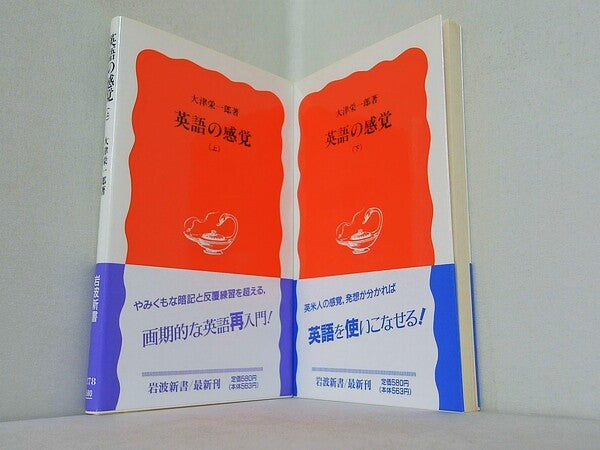 英語の感覚
(上)
大津栄一郎著
岩波新書
278
大津栄一郎著
英語の感覚
(上)
やみくもな暗記と反覆練習を超える、
画期的な英語再入門!
岩波新書/最新刊
定価580円
(本体563円)
大津栄一郎著
英語の感覚
(下)
英米人の感覚、発想が分かれば
英語を使いこなせる!
岩波新書/最新刊
定価580円
(本体563円)